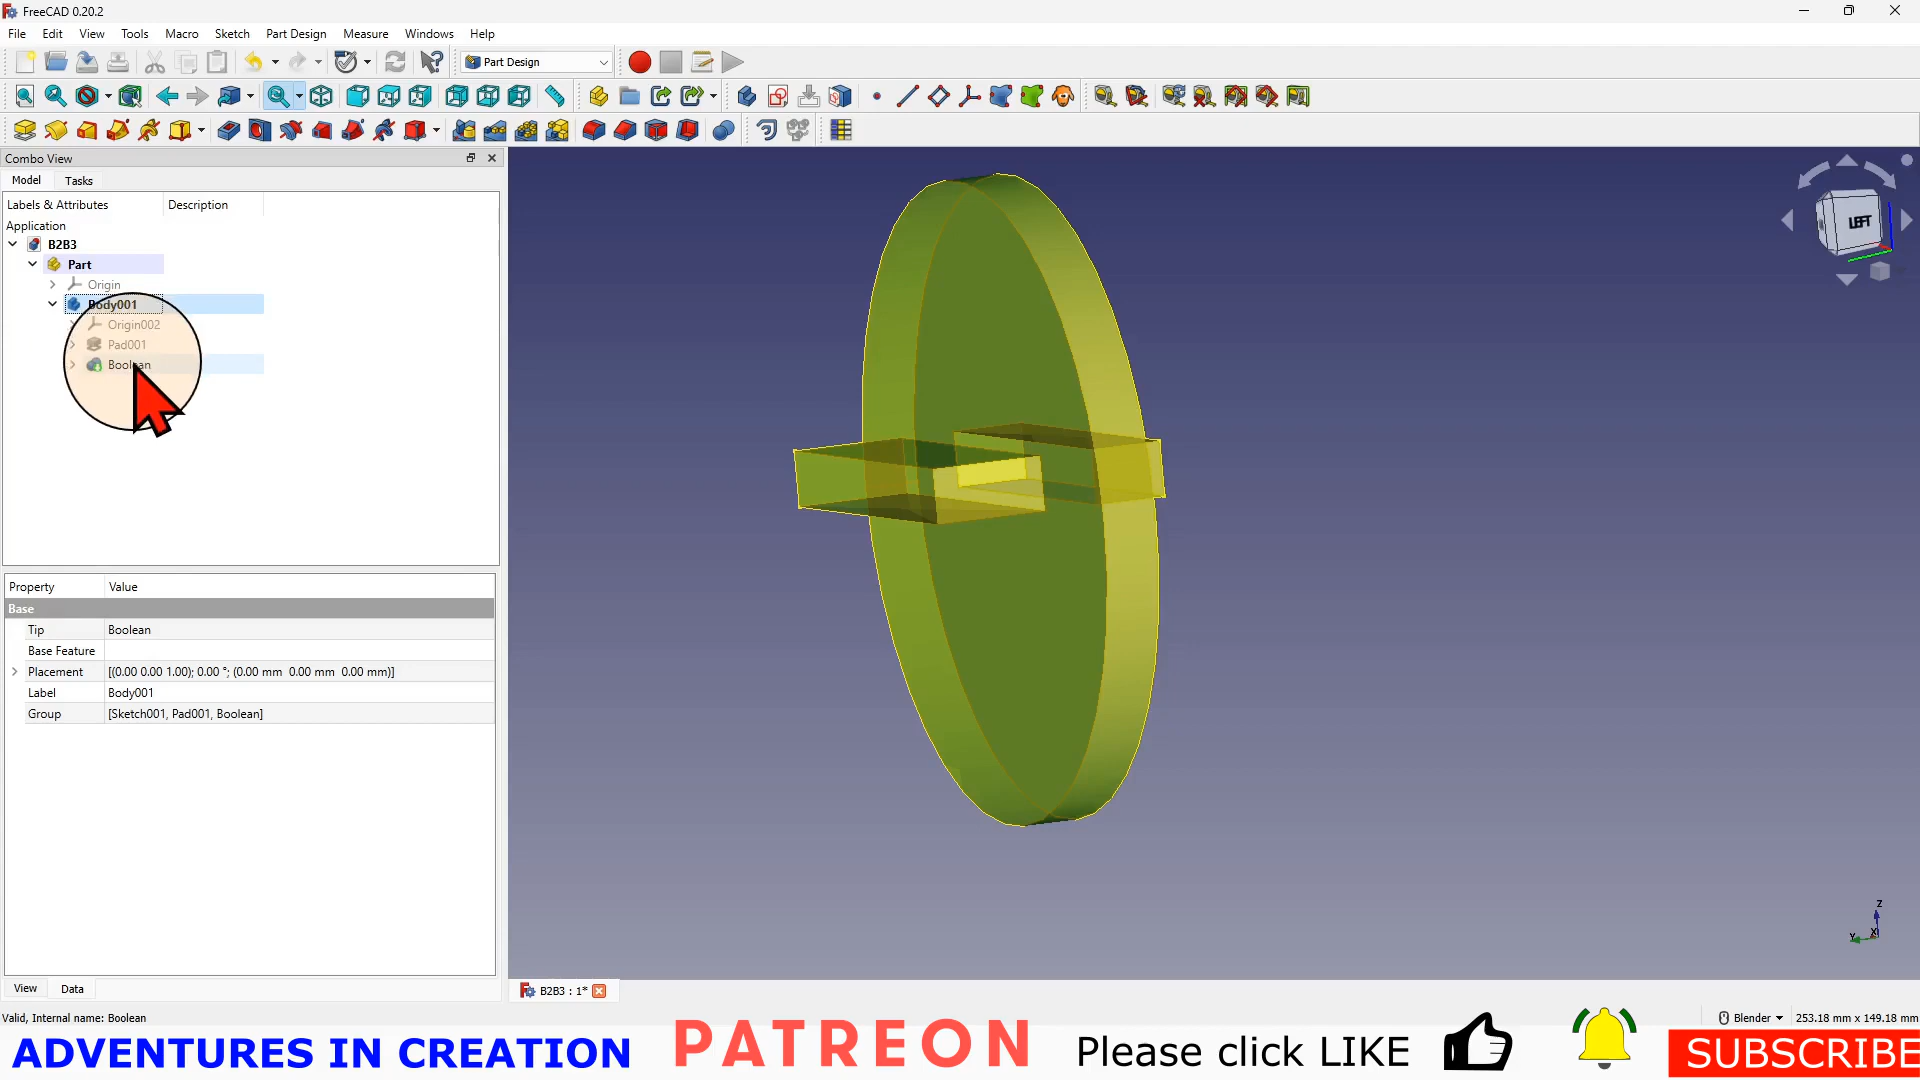 FreeCAD 0.20.2
File Edit View Tools Macro Sketch Part Design Measure Windows Help
Part Design
Combo View
Model Tasks
Labels & Attributes Description
Application
B2B3
Part
Origin
Body001
Origin002
Pad001
Boolean
LEFT
Property Value
Base
Tip Boolean
Base Feature
Placement [(0.00 0.00 1.00); 0.00 °; (0.00 mm 0.00 mm 0.00 mm)]
Label Body001
Group [Sketch001, Pad001, Boolean]
Z
Y X
View Data
B2B3 : 1*
Valid, Internal name: Boolean
Blender 253.18 mm x 149.18 mm
ADVENTURES IN CREATION PATREON Please click LIKE SUBSCRIBE